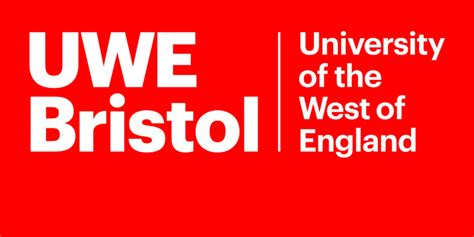 UWE
Bristol
University
of the
West of
England